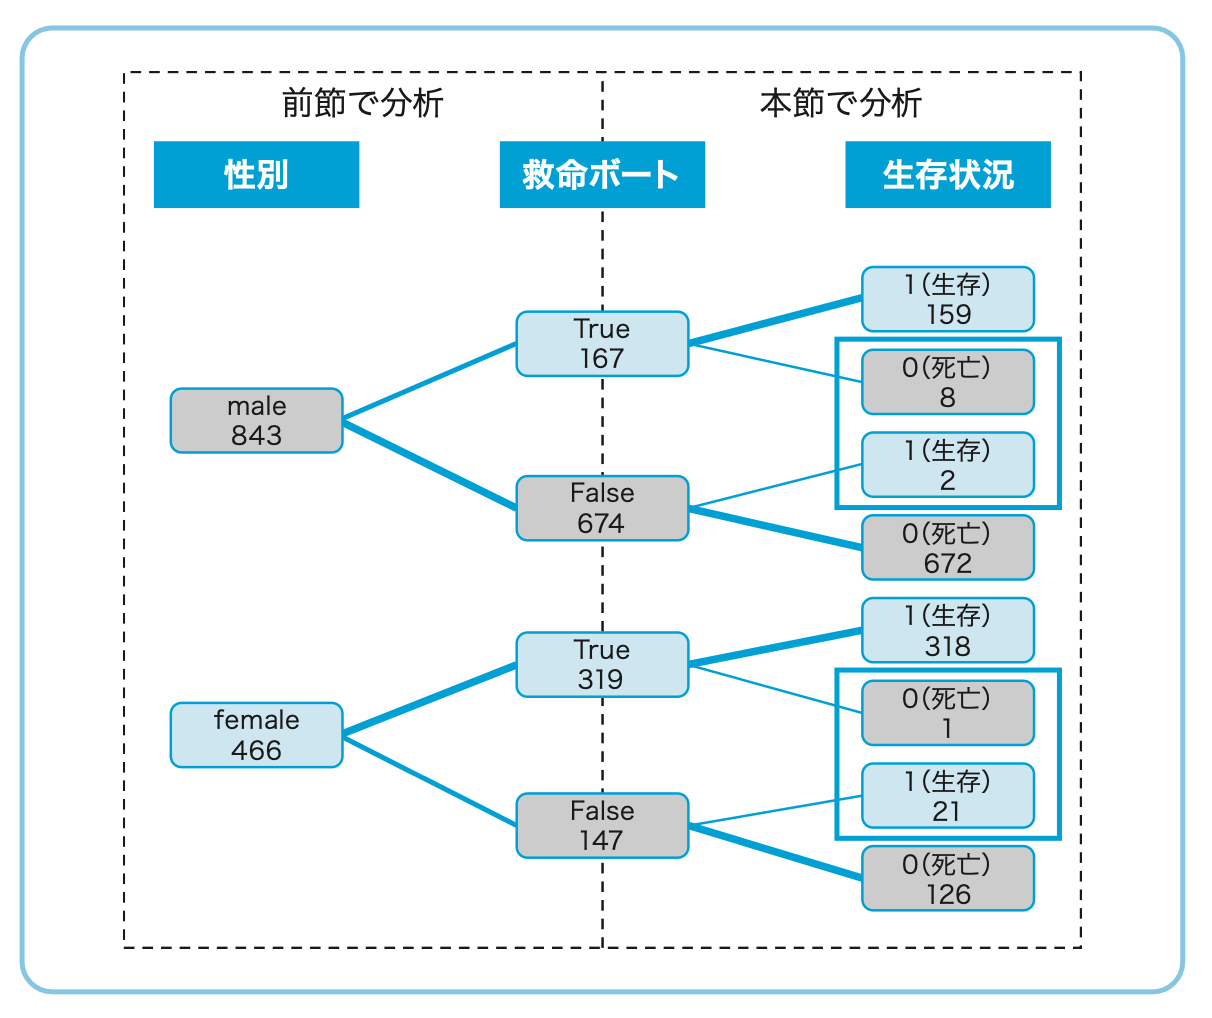 前節で分析
本節で分析
性別
救命ボート
生存状況
male
843
True
167
1(生存)
159
0(死亡)
8
False
674
1(生存)
2
0(死亡)
672
female
466
True
319
1(生存)
318
0(死亡)
1
False
147
1(生存)
21
0(死亡)
126